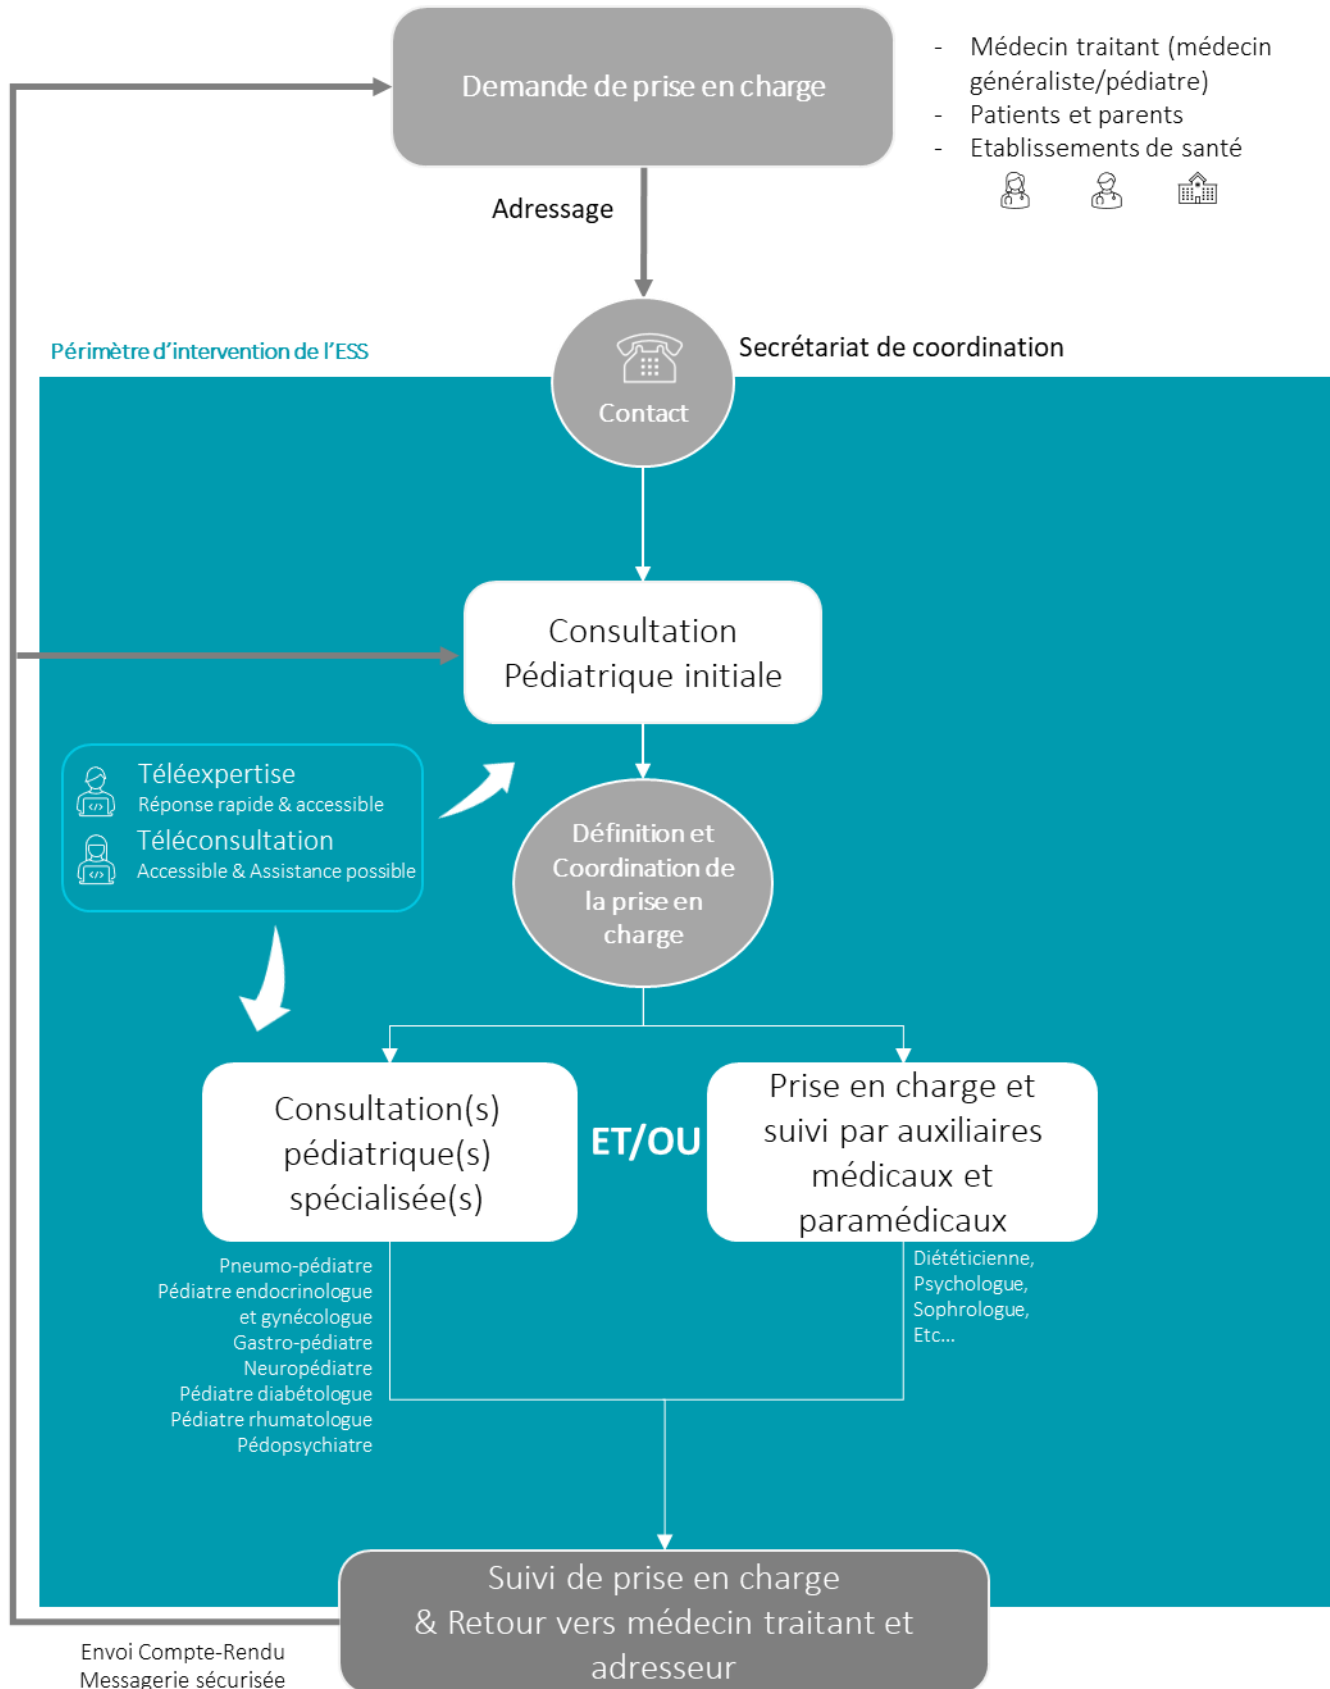 Demande de prise en charge
- Médecin traitant (médecin
généraliste/pédiatre)
- Patients et parents
- Etablissements de santé
Adressage
Périmètre d'intervention de l'ESS
Secrétariat de coordination
Contact
Consultation
Pédiatrique initiale
Téléexpertise
Réponse rapide & accessible
Téléconsultation
Accessible & Assistance possible
Définition et
Coordination de
la prise en
charge
Consultation(s)
pédiatrique(s)
spécialisée(s)
ET/OU
Prise en charge et
suivi par auxiliaires
médicaux et
paramédicaux
Pneumo-pédiatre
Pédiatre endocrinologue
et gynécologue
Gastro-pédiatre
Neuropédiatre
Pédiatre diabétologue
Pédiatre rhumatologue
Pédopsychiatre
Diététicienne,
Psychologue,
Sophrologue,
Etc...
Suivi de prise en charge
& Retour vers médecin traitant et
adresseur
Envoi Compte-Rendu
Messagerie sécurisée